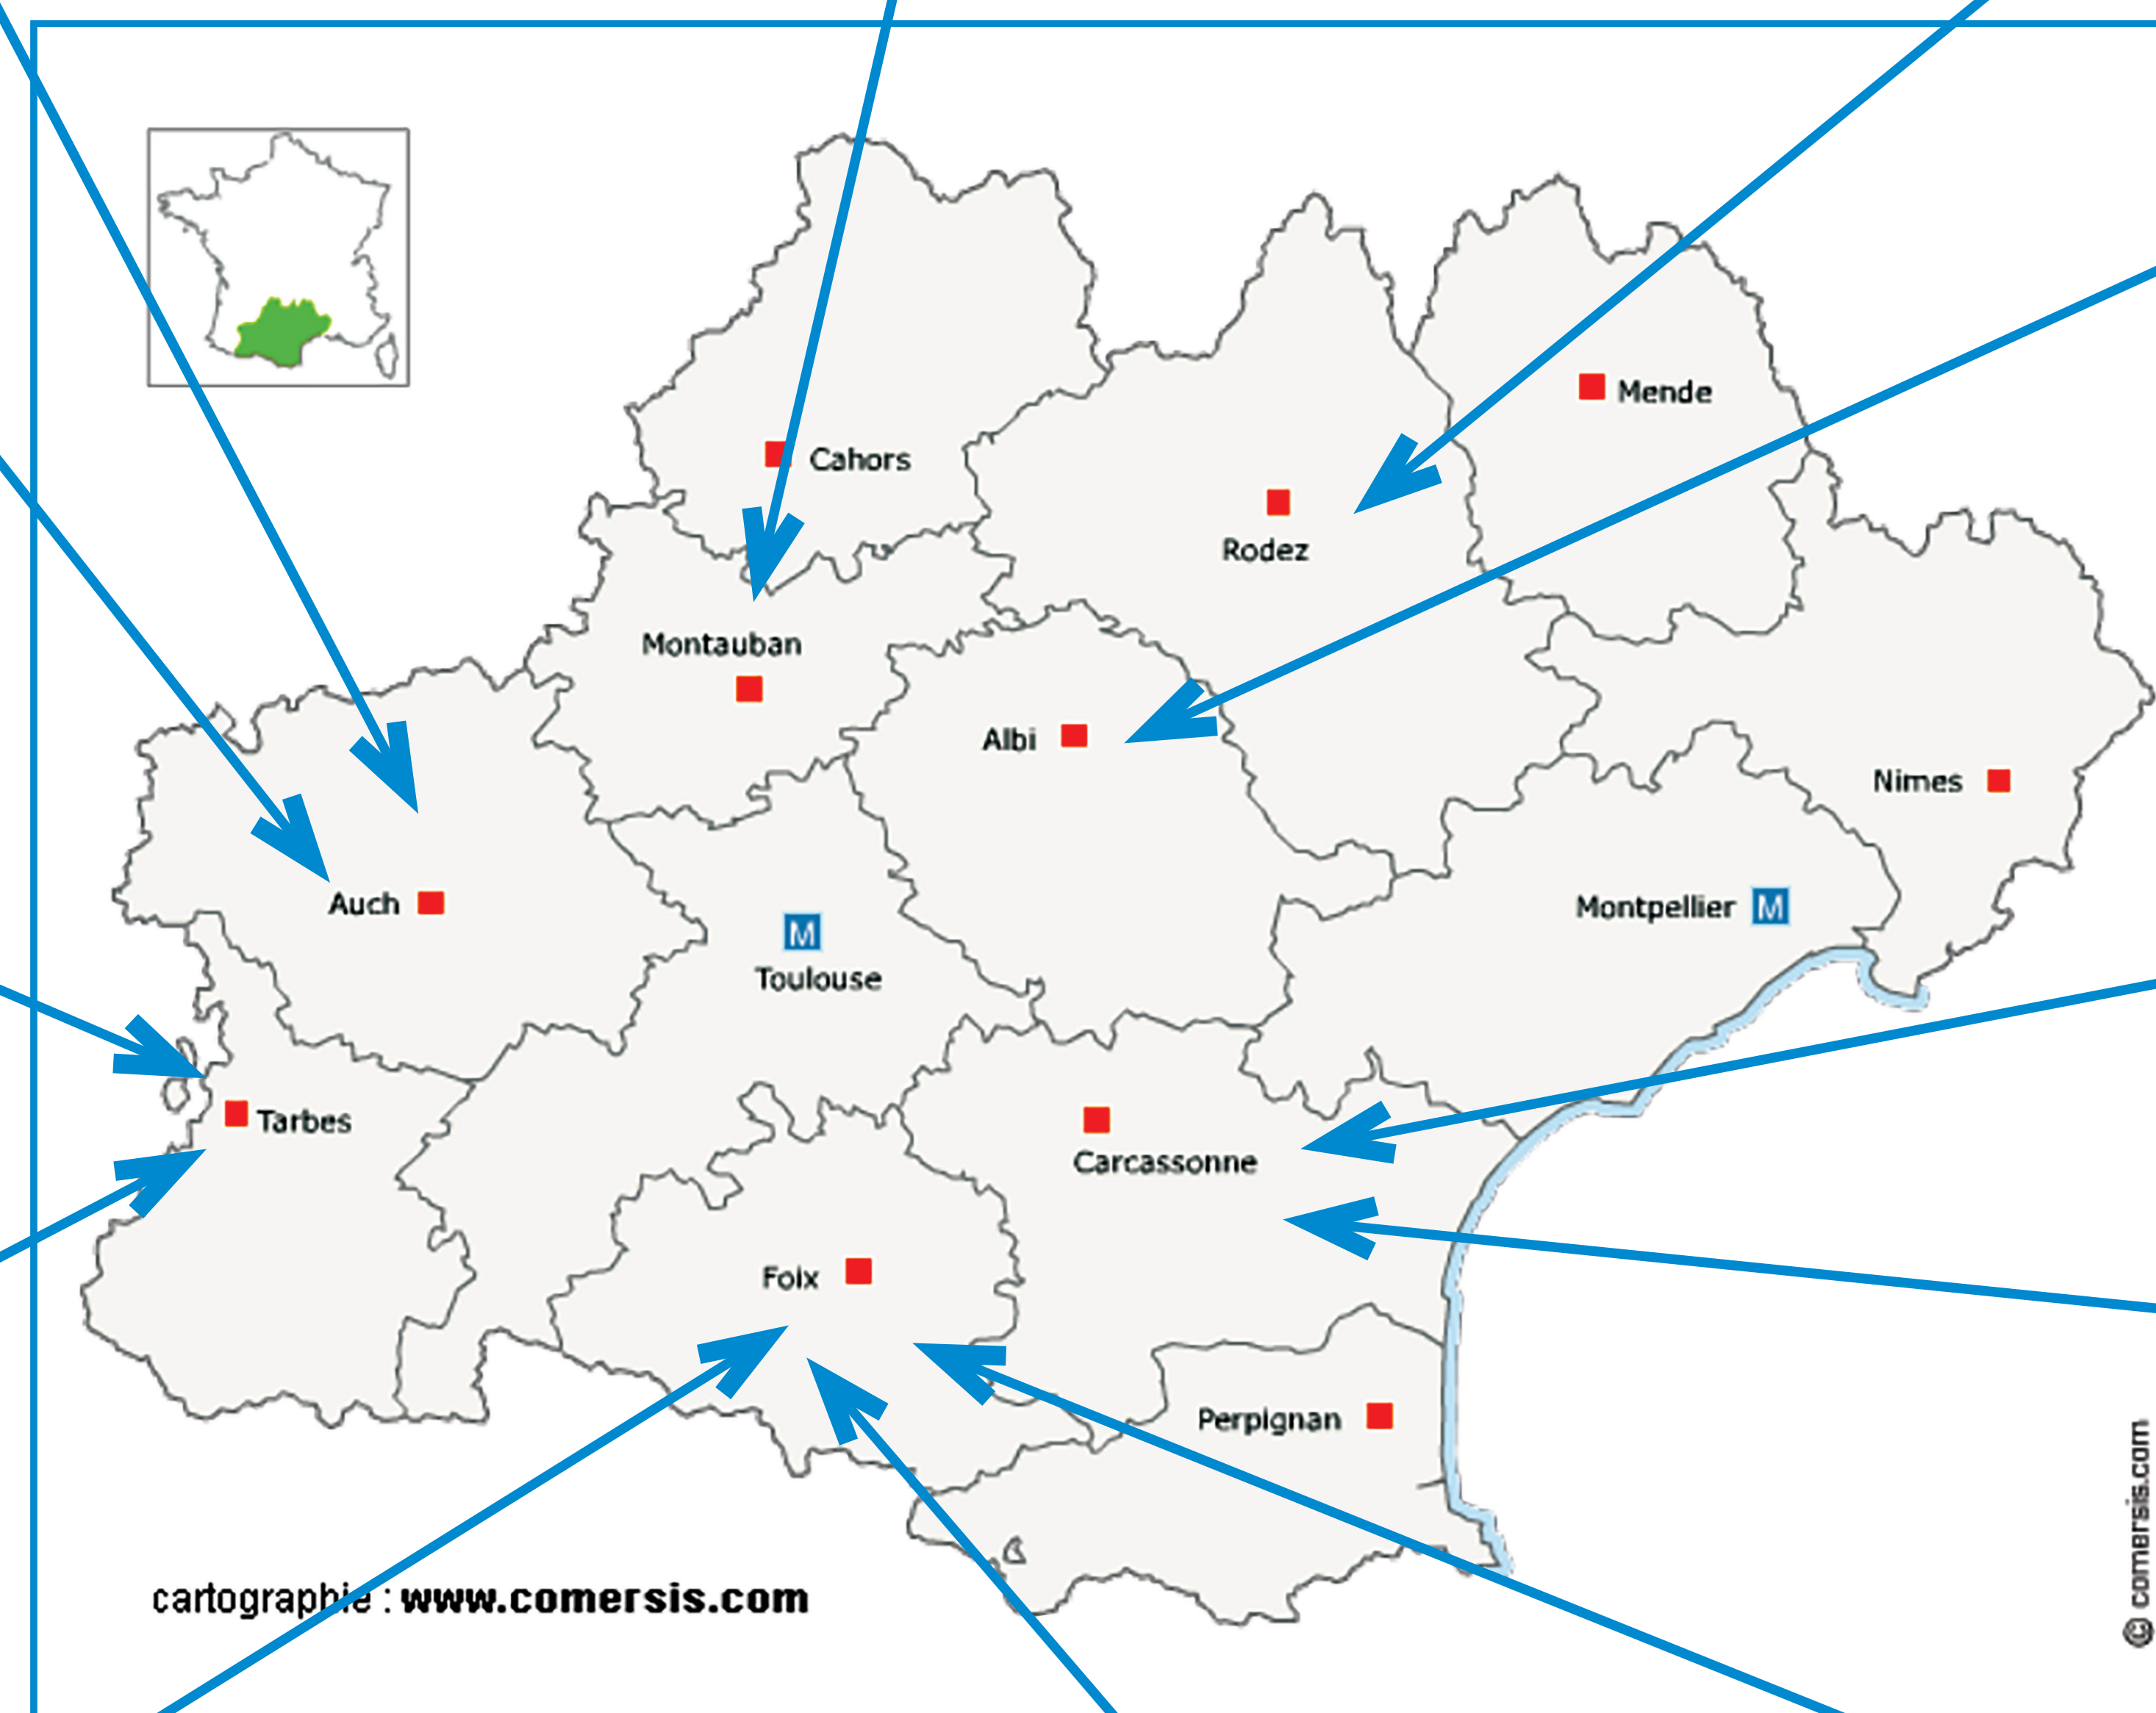 Mende
Cahors
Rodez
Montauban
Albi
Nimes
Auch
Montpellier M
M
Toulouse
Tarbes
Carcassonne
Foix
Perpignan
cartographie : www.comersis.com
© comersis.com